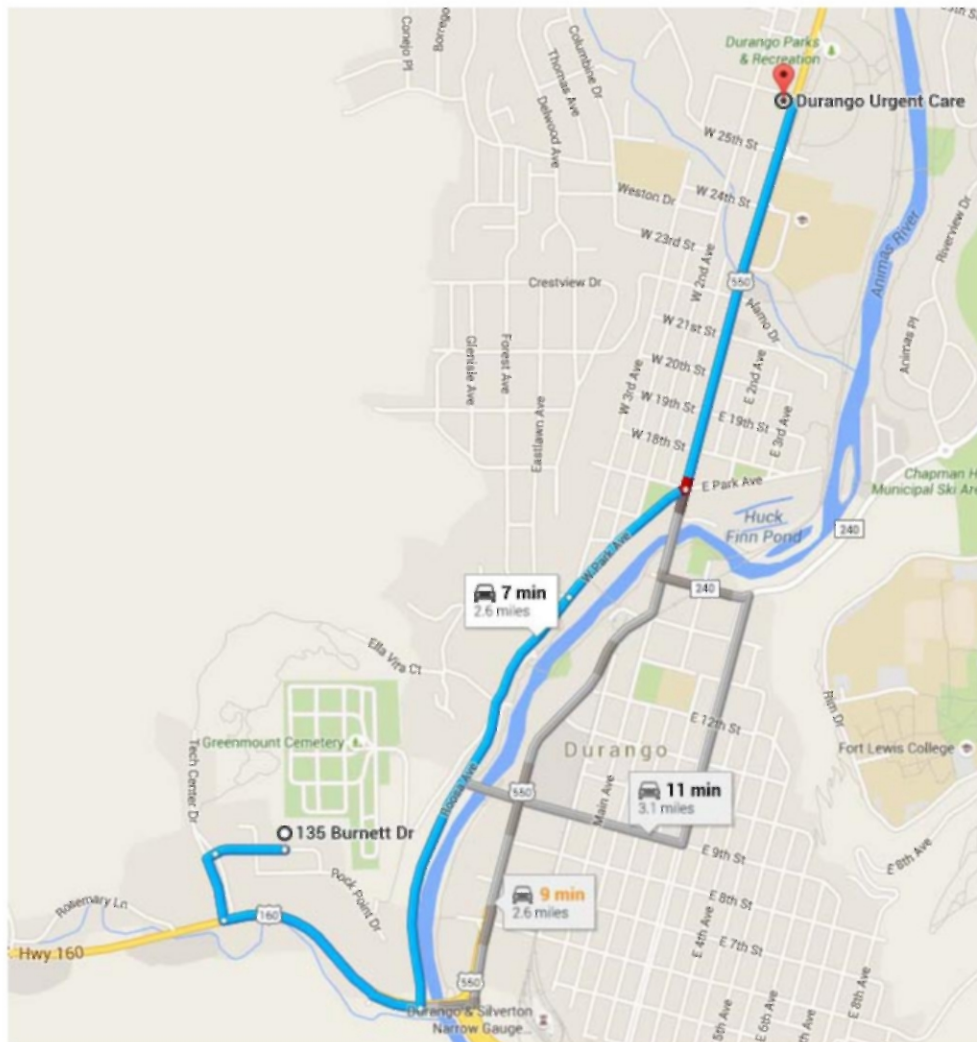 Conejo Pl
Borrego
Thomas Ave
Columbine Dr
Delwood Ave
Durango Parks
& Recreation
Durango Urgent Care
W 25th St
Weston Dr
W 24th St
W 23rd St
W 2nd Ave
Animas River
Riverview Dr
550
Crestview Dr
Alamo Dr
W 21st St
Glenisle Ave
Forest Ave
W 20th St
W 3rd Ave
E 2nd Ave
Animas Pl
W 19th St
E 19th St
E 3rd Ave
W 18th St
Eastlawn Ave
E Park Ave
Chapman H
Municipal Ski Are
Huck
Finn Pond
240
W Park Ave
7 min
2.6 miles
240
Ella Vita Ct
Rim Dr
E 12th St
Greenmount Cemetery
Tech Center Dr
Durango
Fort Lewis College
Roosa Ave
550
Main Ave
11 min
3.1 miles
135 Burnett Dr
E 9th St
E 8th Ave
Rock Point Dr
9 min
2.6 miles
E 8th St
Rosemary Ln
160
E 4th Ave
E 7th St
Hwy 160
550
Durango & Silverton
Narrow Gauge...
5th Ave
E 6th Ave
th Ave
E 8th Ave